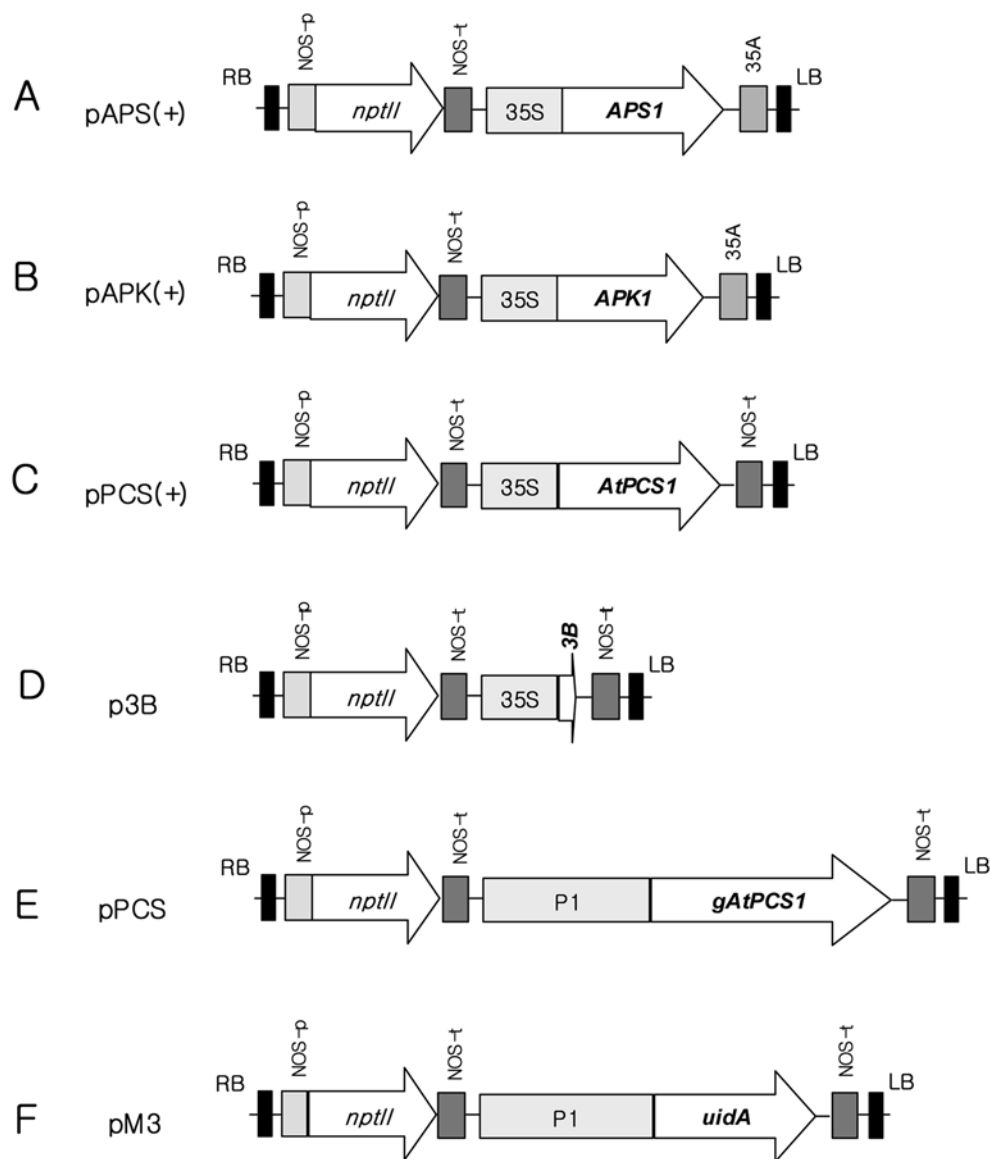 A
pAPS(+)
RB
NOS-p
nptII
NOS-t
35S
APS1
35A
LB
B
pAPK(+)
RB
NOS-p
nptII
NOS-t
35S
APK1
35A
LB
C
pPCS(+)
RB
NOS-p
nptII
NOS-t
35S
AtPCS1
NOS-t
LB
D
p3B
RB
NOS-p
nptII
NOS-t
35S
3B
NOS-t
LB
E
pPCS
RB
NOS-p
nptII
NOS-t
P1
gAtPCS1
NOS-t
LB
F
pM3
RB
NOS-p
nptII
NOS-t
P1
uidA
NOS-t
LB